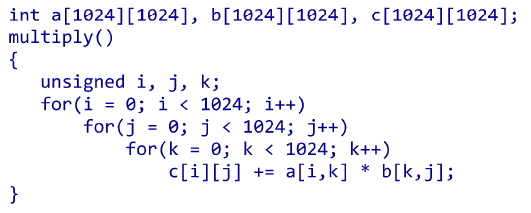 int a[1024][1024], b[1024][1024], c[1024][1024];
multiply()
{
unsigned i, j, k;
for(i = 0; i < 1024; i++)
for(j = 0; j < 1024; j++)
for(k = 0; k < 1024; k++)
c[i][j] += a[i,k] * b[k,j];
}